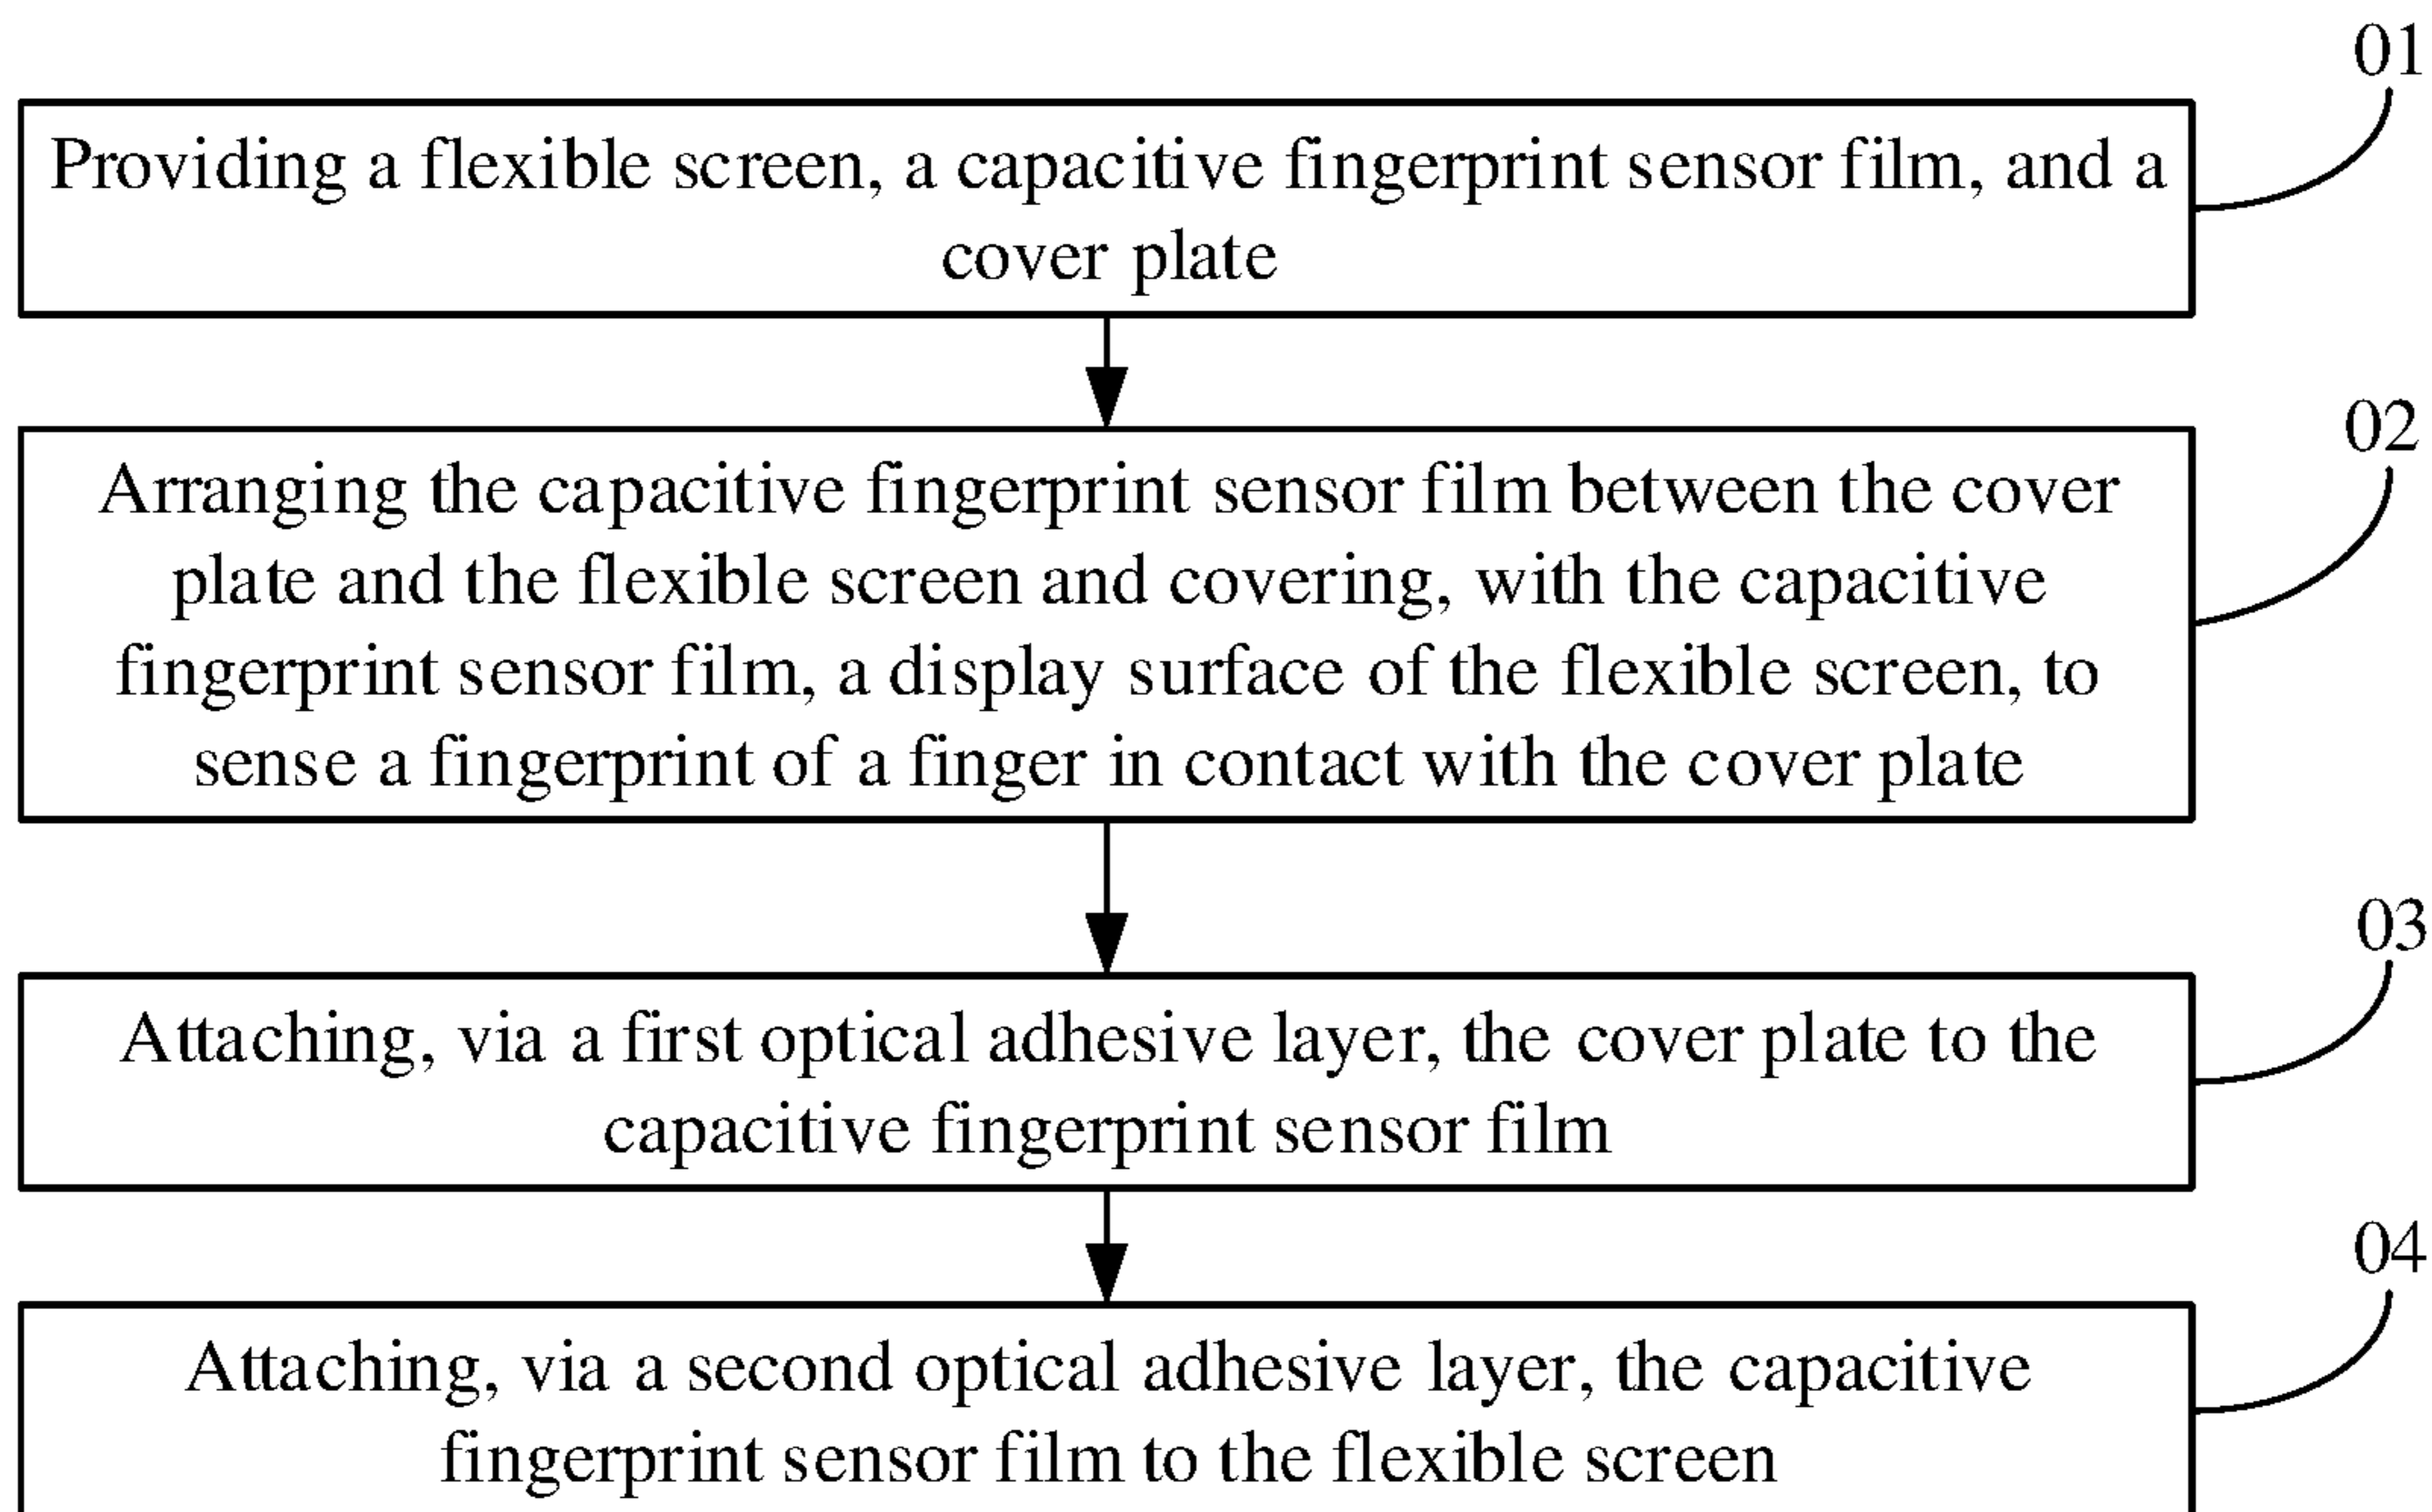 01
Providing a flexible screen, a capacitive fingerprint sensor film, and a
cover plate
02
Arranging the capacitive fingerprint sensor film between the cover
plate and the flexible screen and covering, with the capacitive
fingerprint sensor film, a display surface of the flexible screen, to
sense a fingerprint of a finger in contact with the cover plate
03
Attaching, via a first optical adhesive layer, the cover plate to the
capacitive fingerprint sensor film
04
Attaching, via a second optical adhesive layer, the capacitive
fingerprint sensor film to the flexible screen